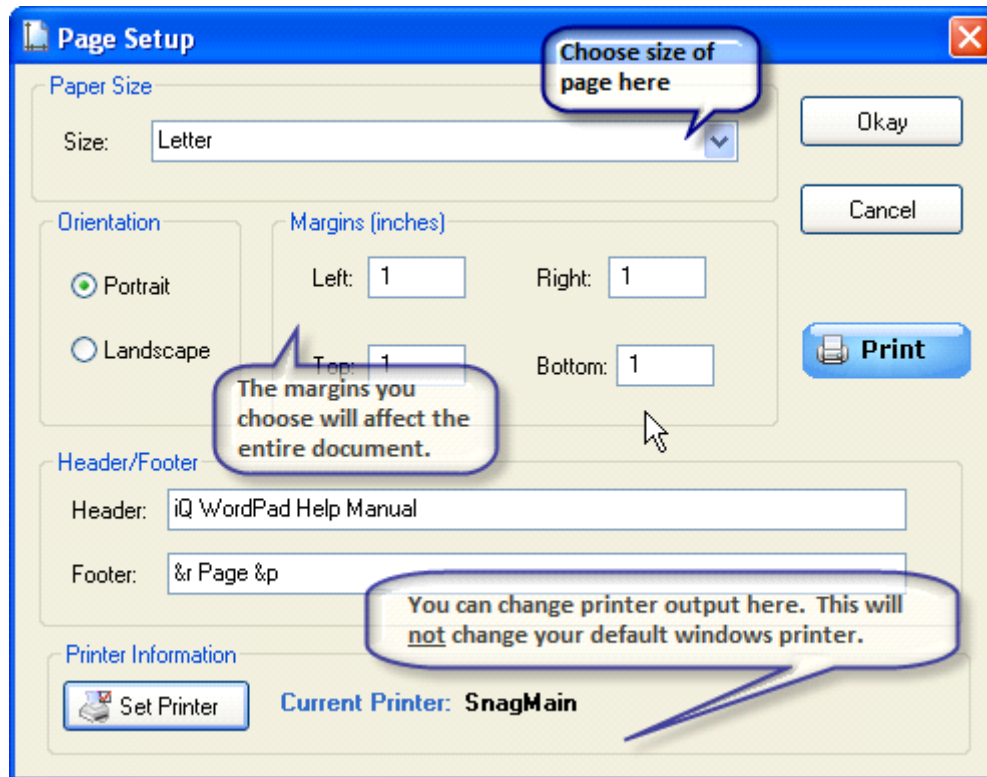 Page Setup
Choose size of
page here
Paper Size
Size: Letter
Okay
Cancel
Orientation
Portrait
Landscape
Margins (inches)
Left: 1 Right: 1
Top: 1 Bottom: 1
The margins you
choose will affect the
entire document.
Print
Header/Footer
Header: iQ WordPad Help Manual
Footer: &r Page &p
You can change printer output here. This will
not change your default windows printer.
Printer Information
Set Printer Current Printer: SnagMain